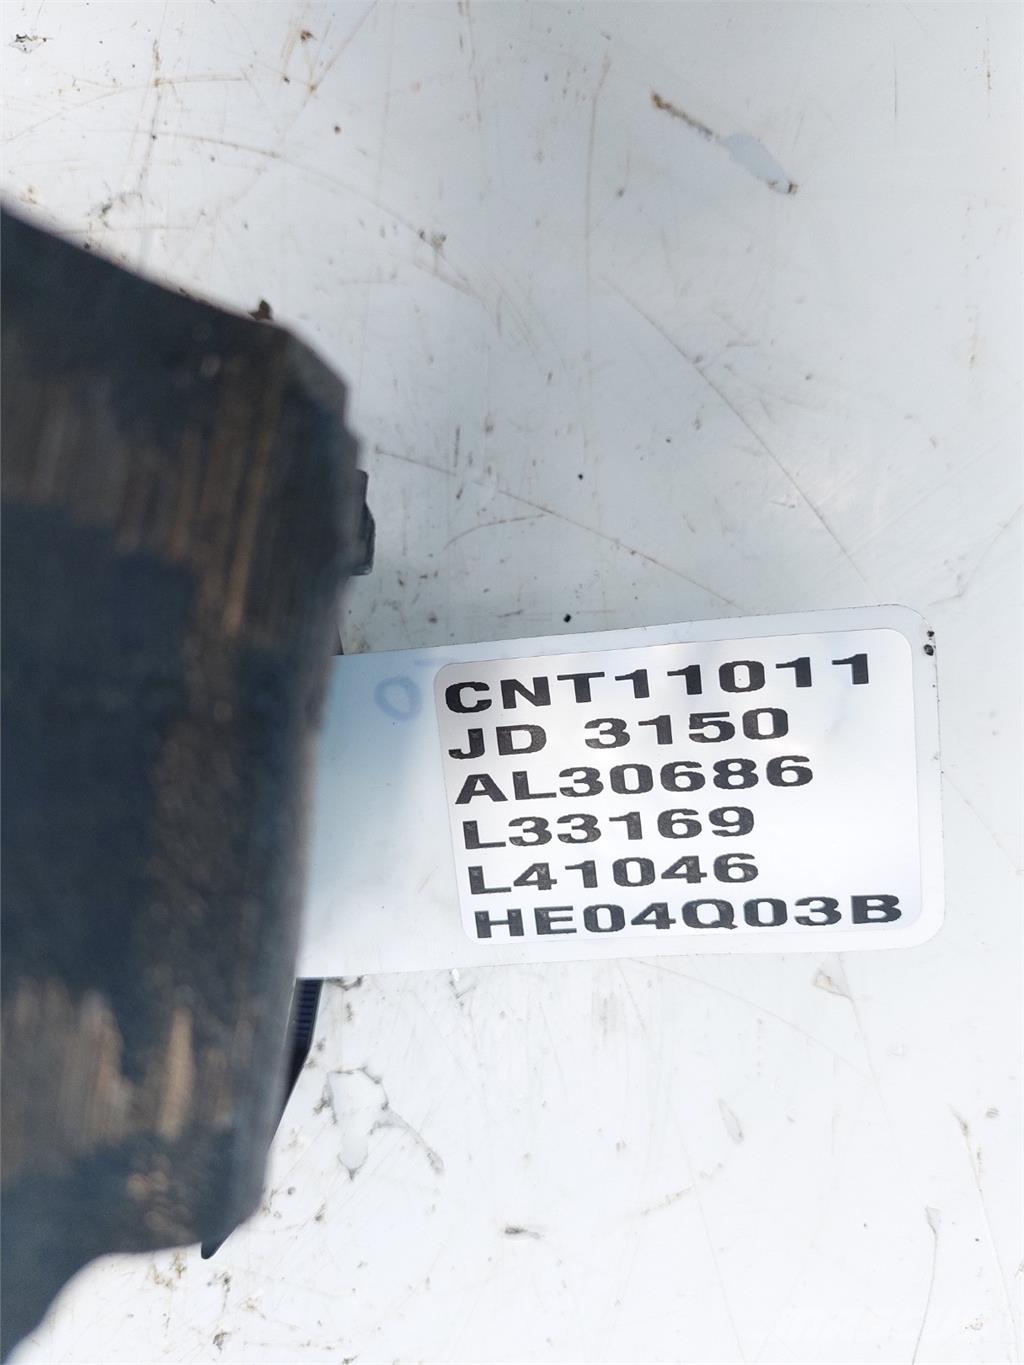 CNT11011
JD 3150
AL30686
L33169
L41046
HE04Q03B